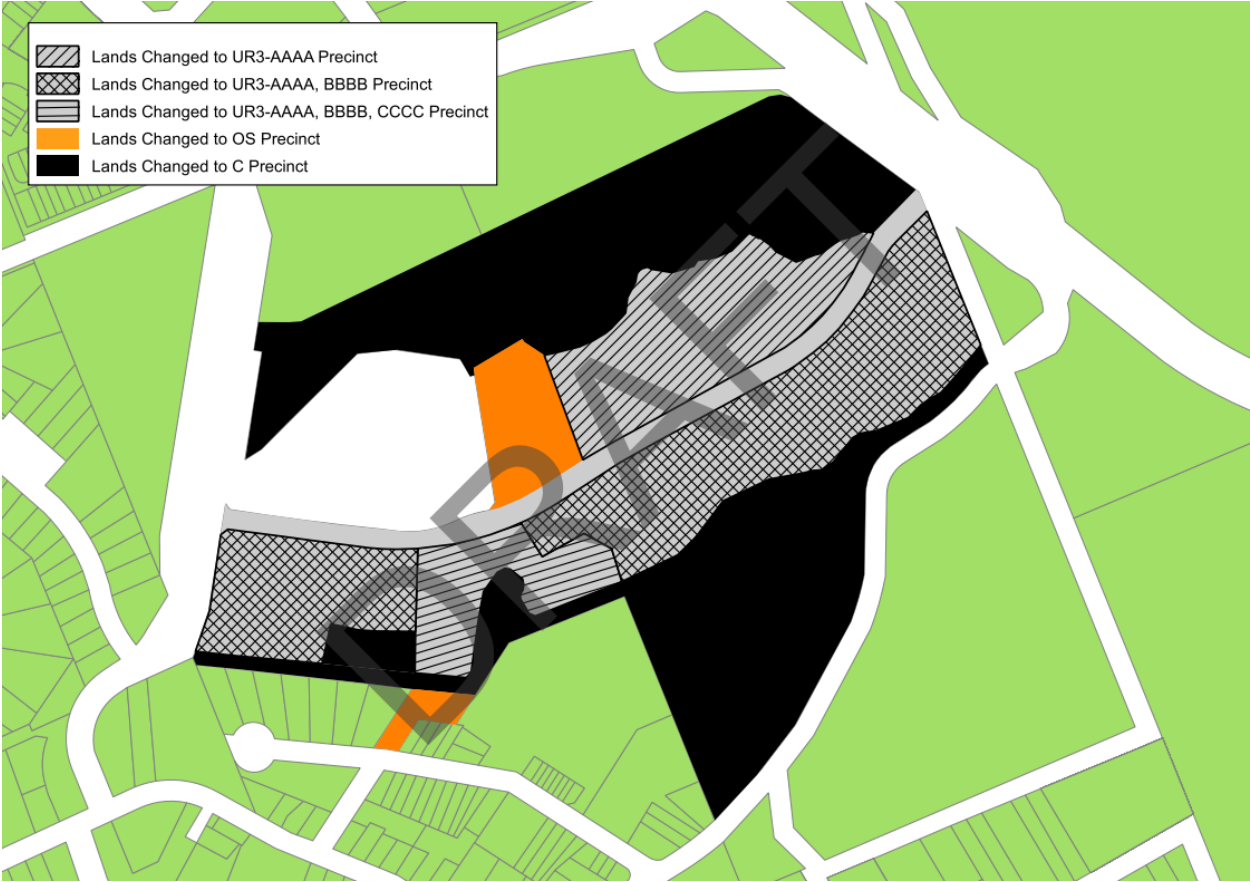 Lands Changed to UR3-AAAA Precinct
Lands Changed to UR3-AAAA, BBBB Precinct
Lands Changed to UR3-AAAA, BBBB, CCCC Precinct
Lands Changed to OS Precinct
Lands Changed to C Precinct
DRAFT